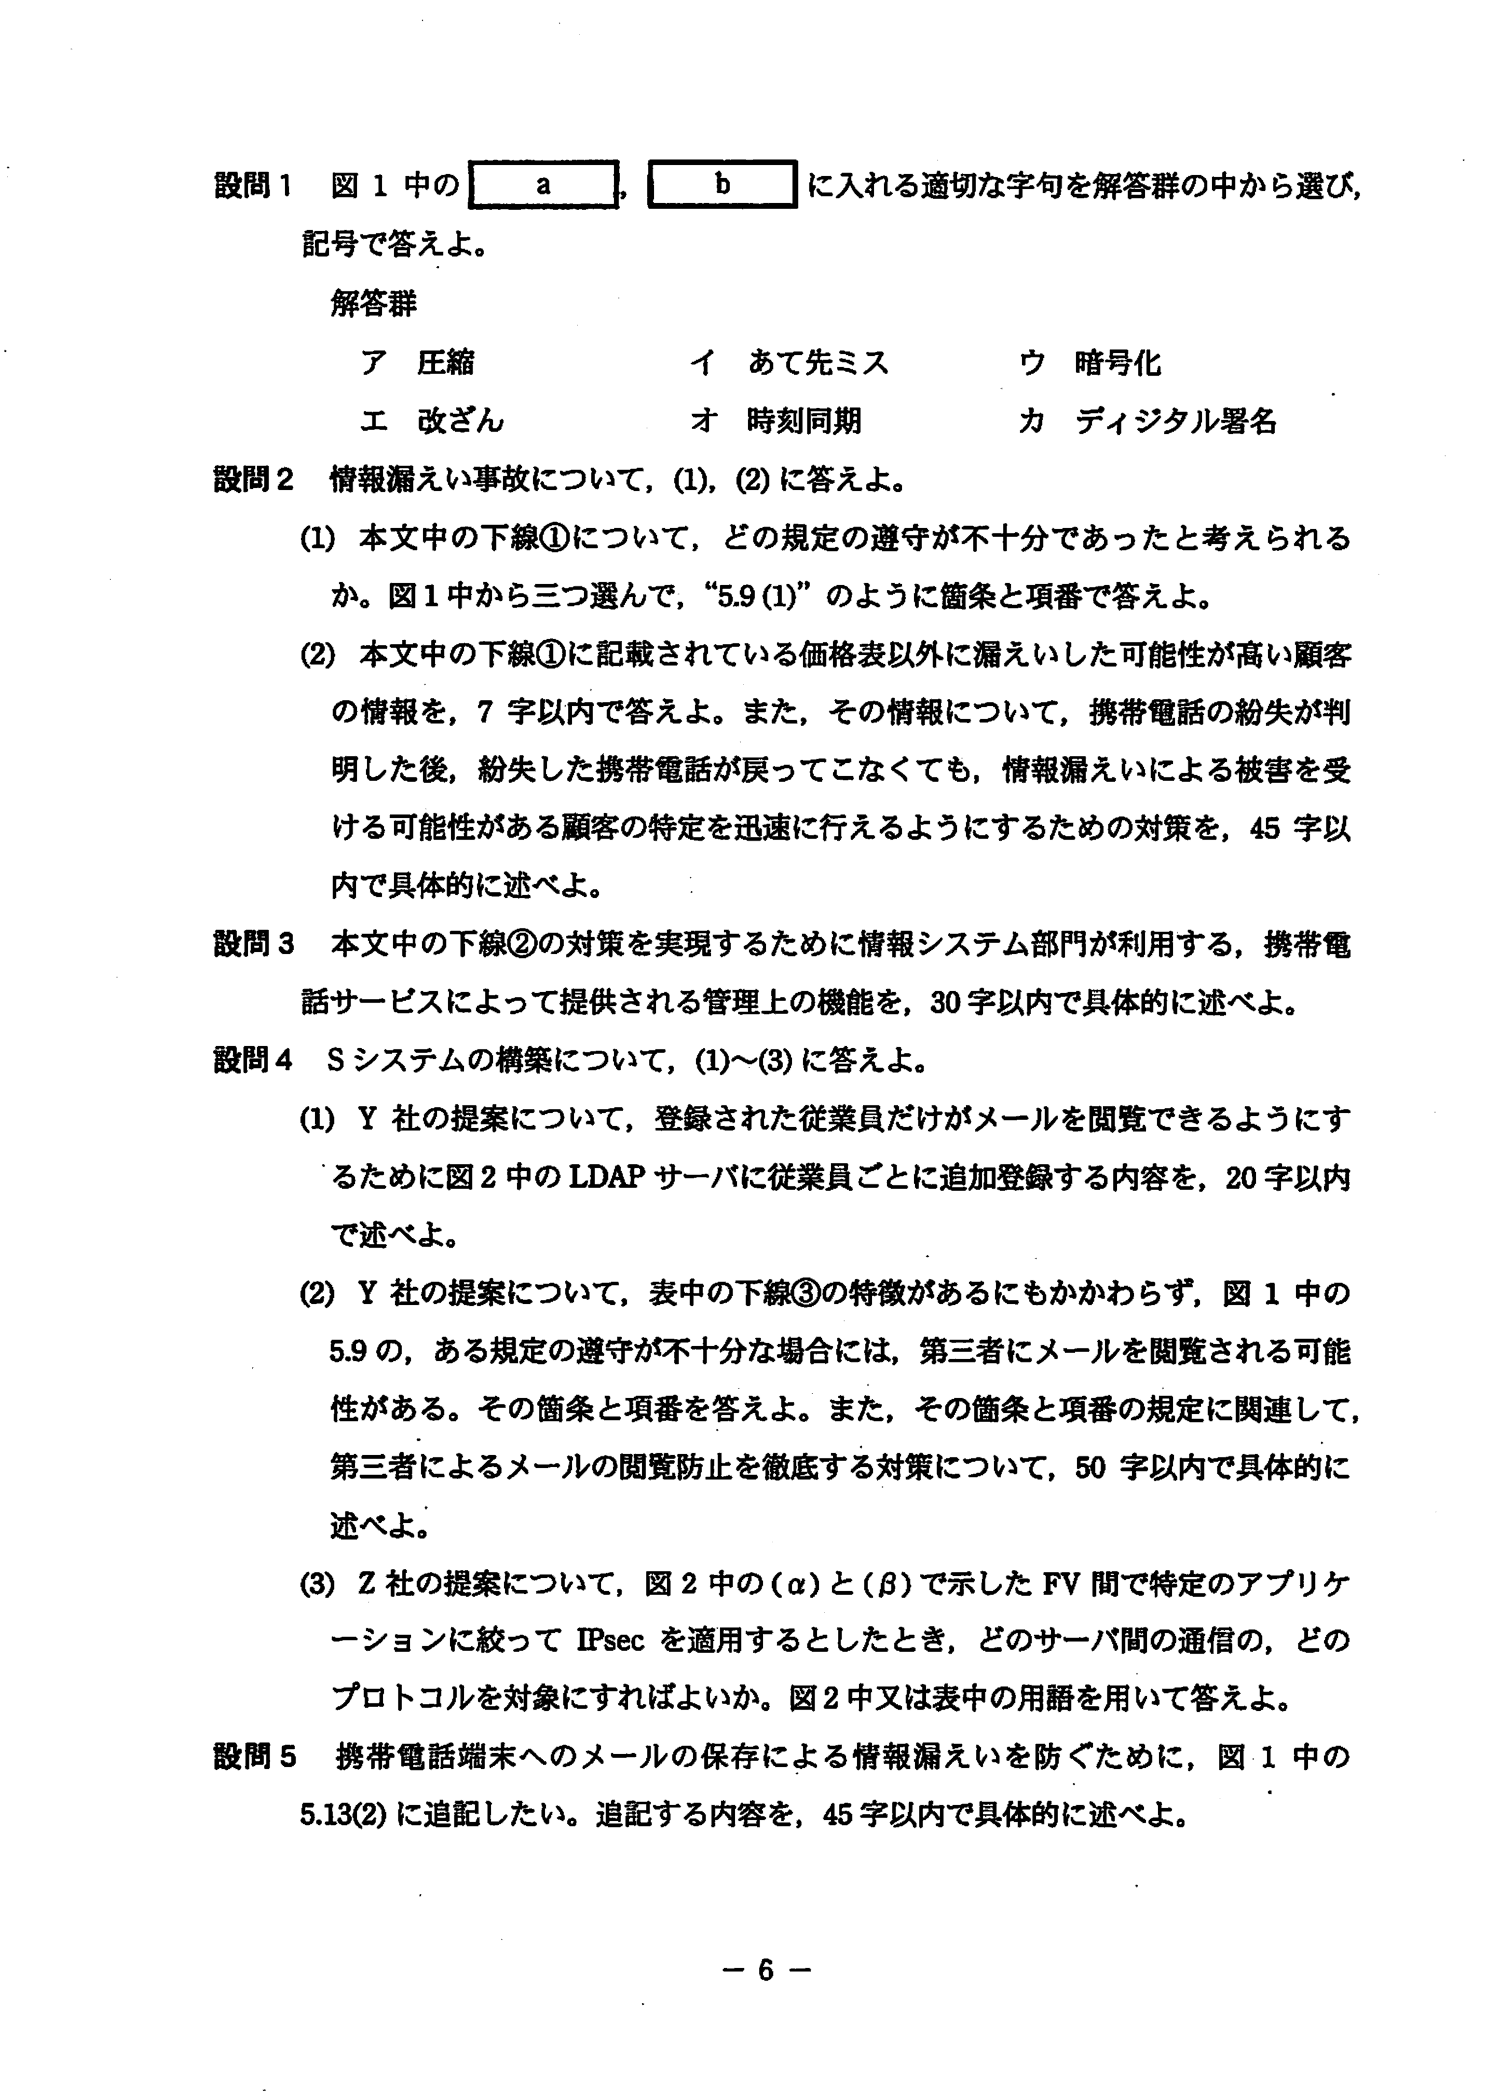 設問1 図1中の a , b に入れる適切な字句を解答群の中から選び,
記号で答えよ。
解答群
ア 圧縮 イ あて先ミス ウ 暗号化
エ 改ざん オ 時刻同期 カ ディジタル署名
設問2 情報漏えい事故について,(1),(2)に答えよ。
(1) 本文中の下線①について,どの規定の遵守が不十分であったと考えられる
か。図1中から三つ選んで,“5.9(1)”のように箇条と項番で答えよ。
(2) 本文中の下線①に記載されている価格表以外に漏えいした可能性が高い顧客
の情報を,7字以内で答えよ。また,その情報について,携帯電話の紛失が判
明した後,紛失した携帯電話が戻ってこなくても,情報漏えいによる被害を受
ける可能性がある顧客の特定を迅速に行えるようにするための対策を,45字以
内で具体的に述べよ。
設問3 本文中の下線②の対策を実現するために情報システム部門が利用する,携帯電
話サービスによって提供される管理上の機能を,30字以内で具体的に述べよ。
設問4 Sシステムの構築について,(1)~(3)に答えよ。
(1) Y社の提案について,登録された従業員だけがメールを閲覧できるようにす
るために図2中のLDAPサーバに従業員ごとに追加登録する内容を,20字以内
で述べよ。
(2) Y社の提案について,表中の下線③の特徴があるにもかかわらず,図1中の
5.9の,ある規定の遵守が不十分な場合には,第三者にメールを閲覧される可能
性がある。その箇条と項番を答えよ。また,その箇条と項番の規定に関連して,
第三者によるメールの閲覧防止を徹底する対策について,50字以内で具体的に
述べよ。
(3) Z社の提案について,図2中の(α)と(β)で示したFV間で特定のアプリケ
ーションに絞ってIPsecを適用するとしたとき,どのサーバ間の通信の,どの
プロトコルを対象にすればよいか。図2中又は表中の用語を用いて答えよ。
設問5 携帯電話端末へのメールの保存による情報漏えいを防ぐために,図1中の
5.13(2)に追記したい。追記する内容を,45字以内で具体的に述べよ。
- 6 -